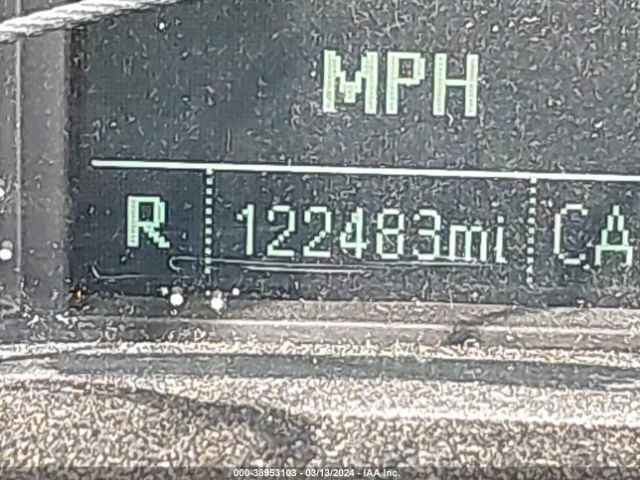 MPH
R 122483mi CA
000-38953103 - 03/13/2024 - IAA Inc.